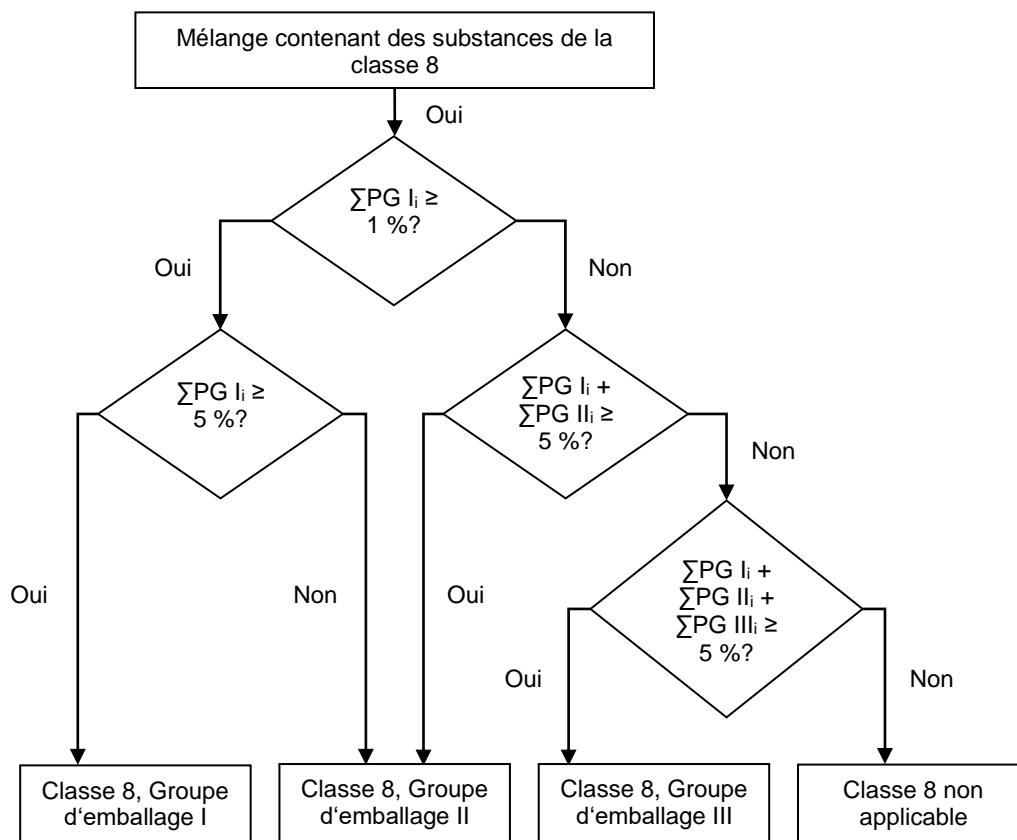 Mélange contenant des substances de la
classe 8
Oui
∑PG Iᵢ ≥
1 %?
Oui
Non
∑PG Iᵢ ≥
5 %?
∑PG Iᵢ +
∑PG IIᵢ ≥
5 %?
Non
∑PG Iᵢ +
∑PG IIᵢ +
∑PG IIIᵢ ≥
5 %?
Oui
Non
Oui
Oui
Non
Classe 8, Groupe
d‘emballage I
Classe 8, Groupe
d‘emballage II
Classe 8, Groupe
d‘emballage III
Classe 8 non
applicable